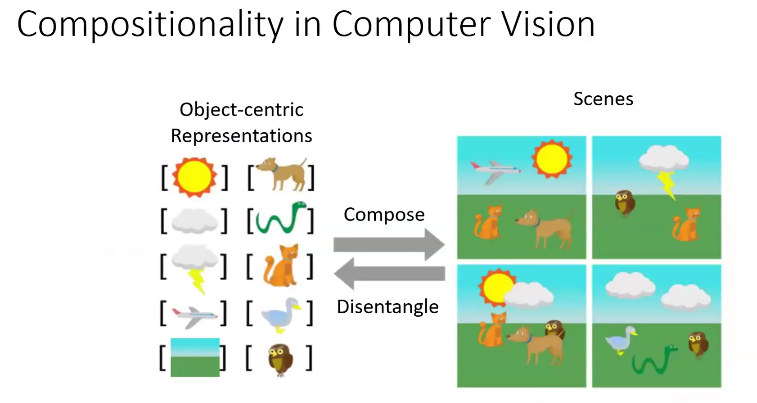 Compositionality in Computer Vision
Object-centric
Representations
Scenes
Compose
Disentangle